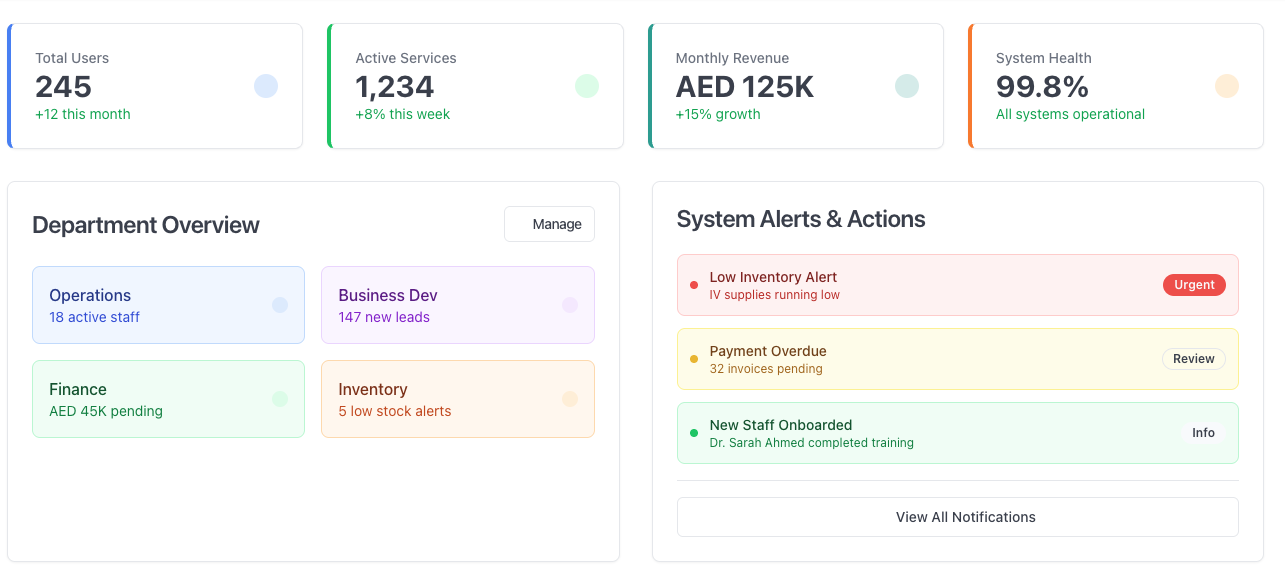 Total Users
245
+12 this month
Active Services
1,234
+8% this week
Monthly Revenue
AED 125K
+15% growth
System Health
99.8%
All systems operational
Department Overview
Manage
Operations
18 active staff
Business Dev
147 new leads
Finance
AED 45K pending
Inventory
5 low stock alerts
System Alerts & Actions
Low Inventory Alert
IV supplies running low
Urgent
Payment Overdue
32 invoices pending
Review
New Staff Onboarded
Dr. Sarah Ahmed completed training
Info
View All Notifications